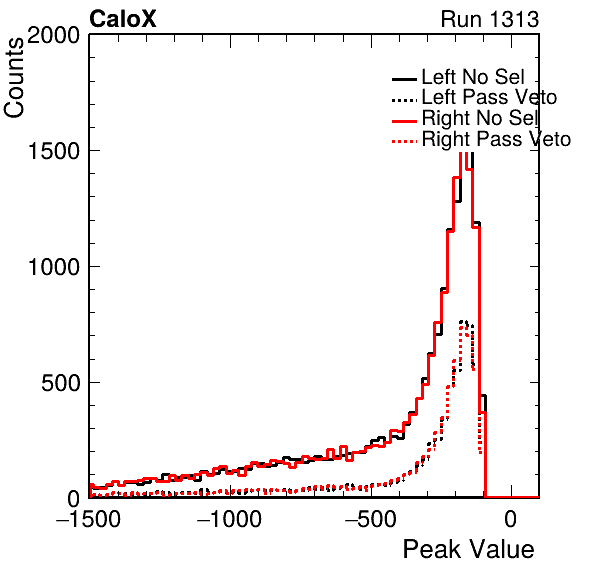 CaloX Run 1313
Counts
2000
1500
1000
500
0
Left No Sel
Left Pass Veto
Right No Sel
Right Pass Veto
−1500 −1000 −500 0
Peak Value